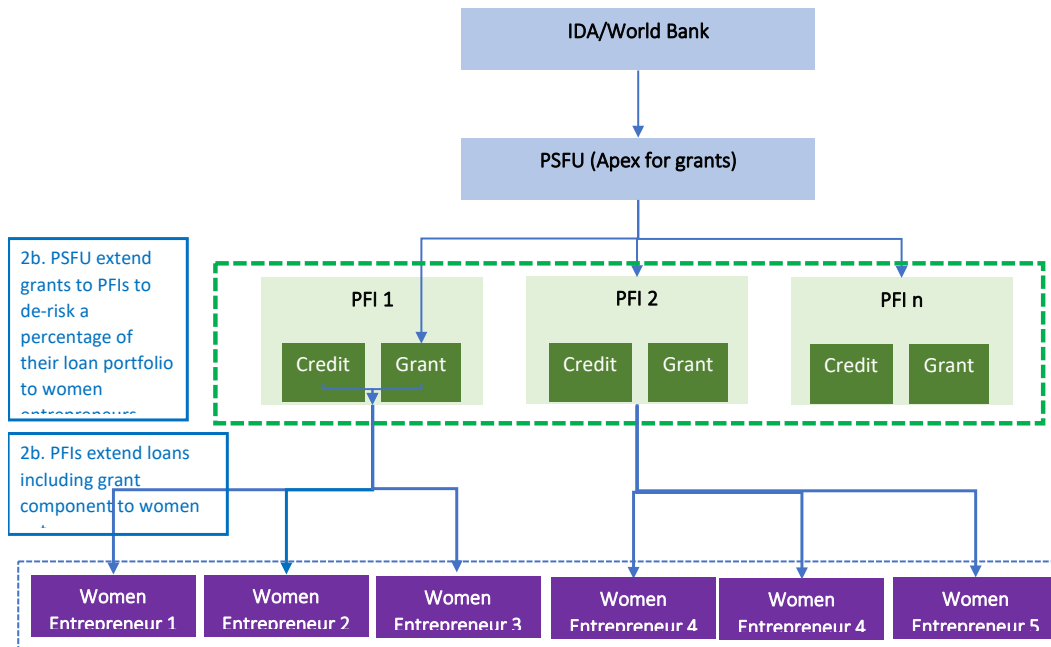 IDA/World Bank
PSFU (Apex for grants)
2b. PSFU extend
grants to PFIs to
de-risk a
percentage of
their loan portfolio
to women
entrepreneurs
PFI 1
PFI 2
PFI n
Credit
Grant
Credit
Grant
Credit
Grant
2b. PFIs extend loans
including grant
component to women
Women
Entrepreneur 1
Women
Entrepreneur 2
Women
Entrepreneur 3
Women
Entrepreneur 4
Women
Entrepreneur 4
Women
Entrepreneur 5